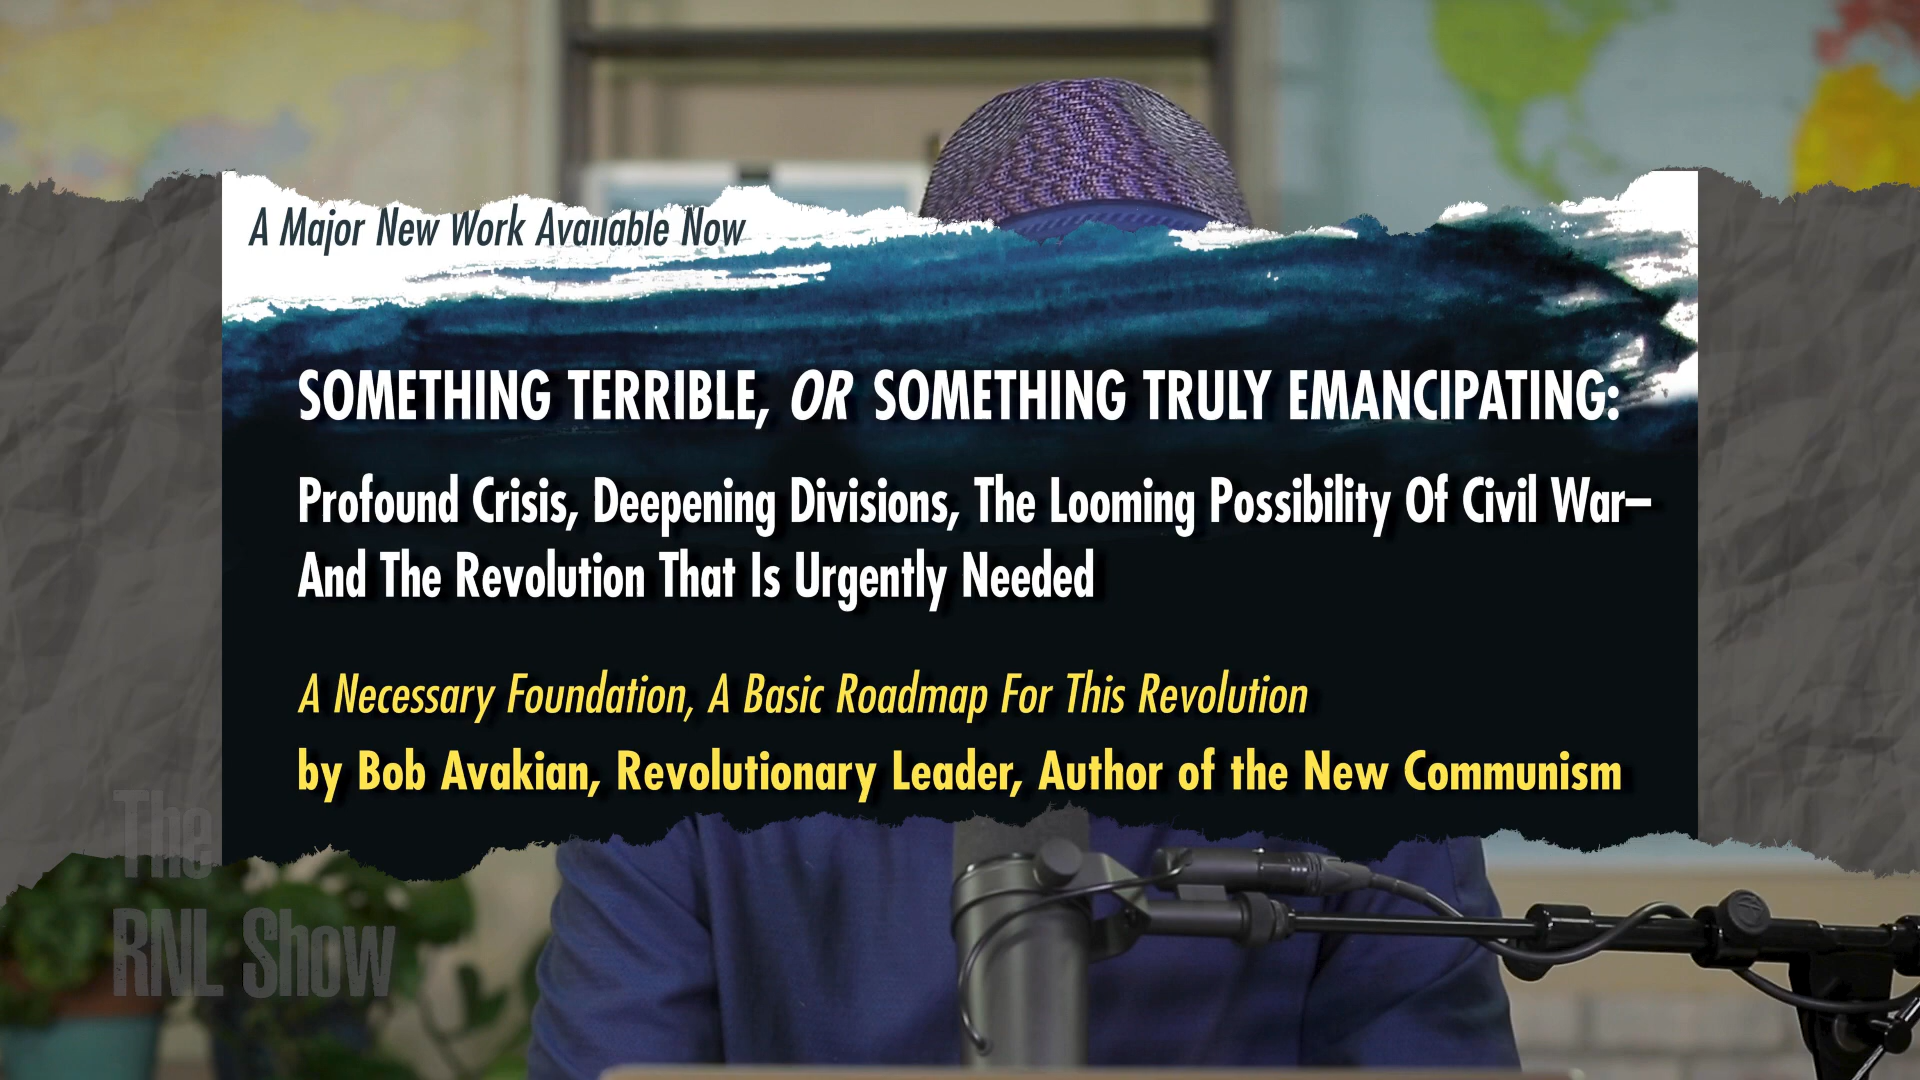 A Major New Work Available Now
SOMETHING TERRIBLE, OR SOMETHING TRULY EMANCIPATING:
Profound Crisis, Deepening Divisions, The Looming Possibility Of Civil War–
And The Revolution That Is Urgently Needed
A Necessary Foundation, A Basic Roadmap For This Revolution
by Bob Avakian, Revolutionary Leader, Author of the New Communism
The
RNL Show